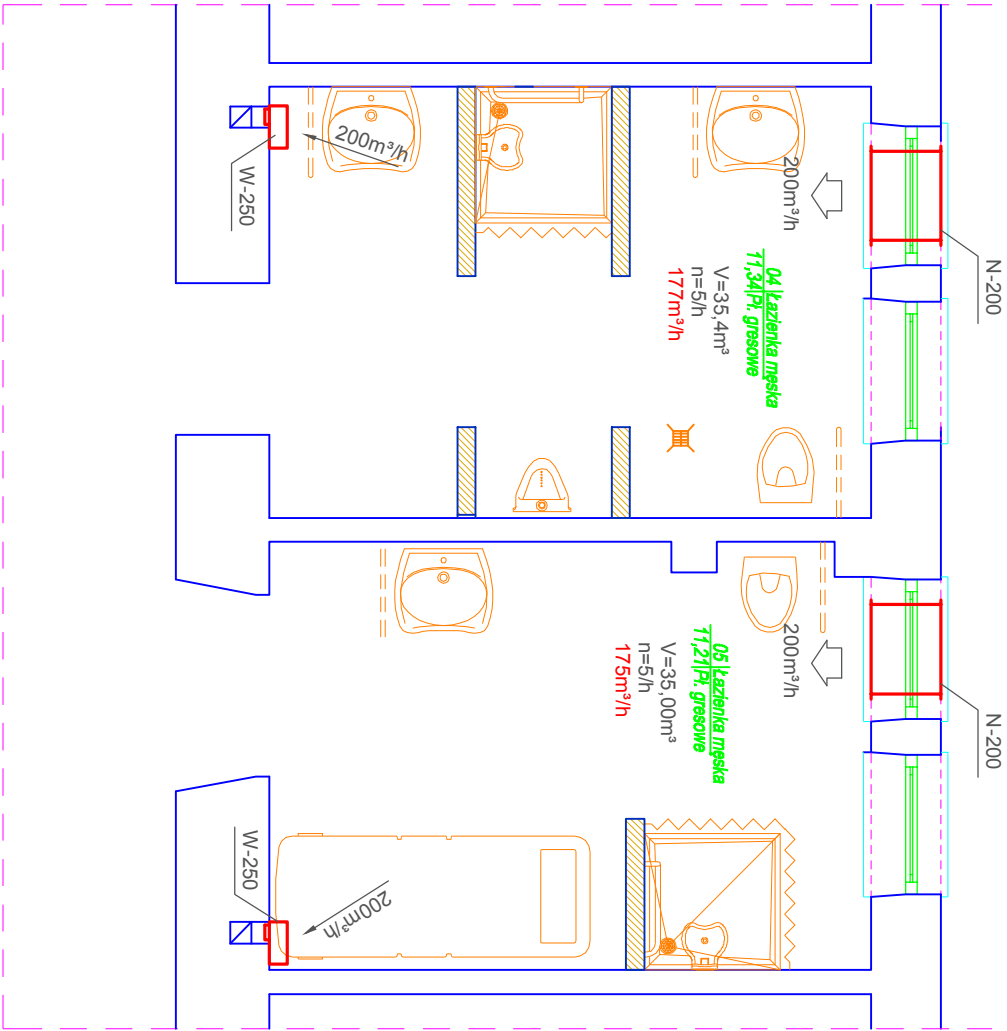 N-200
200m³/h
04 Łazienka męska
11,34 Pł. gresowe
V=35,4m³
n=5/h
177m³/h
200m³/h
W-250
N-200
200m³/h
05 Łazienka męska
11,21 Pł. gresowe
V=35,00m³
n=5/h
175m³/h
200m³/h
W-250